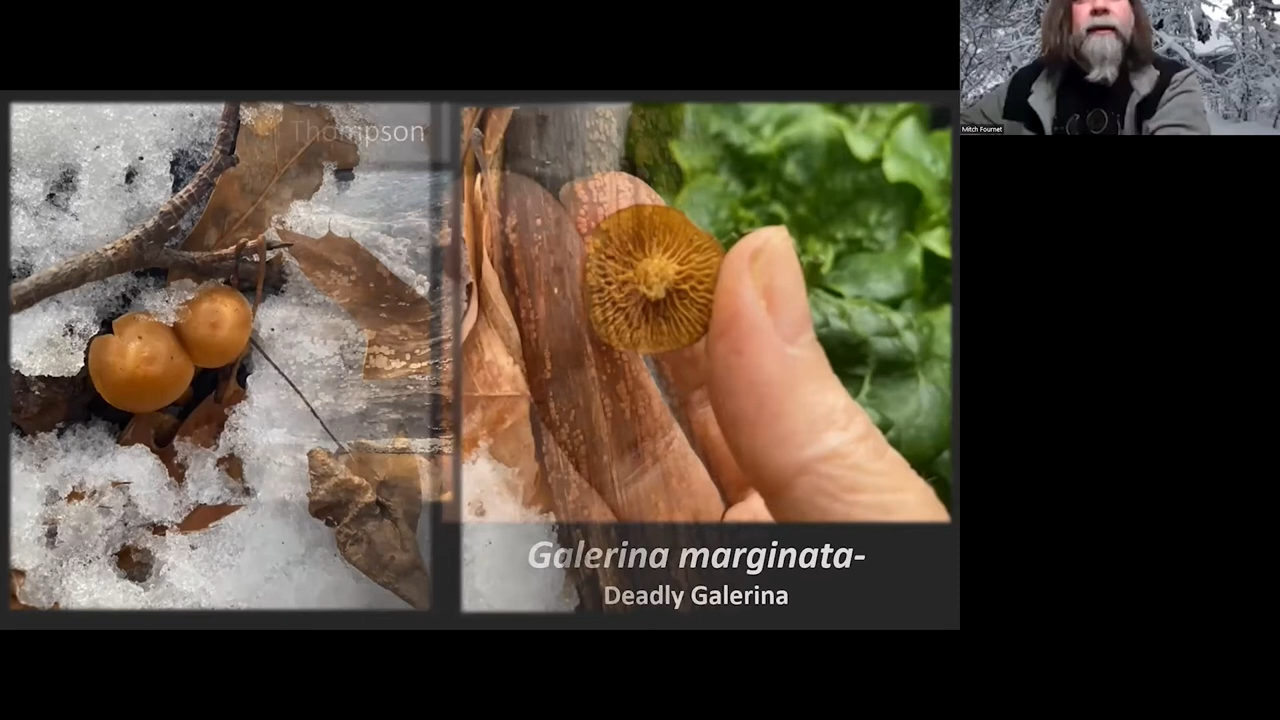 Thompson
Mitch Fournet
Galerina marginata-
Deadly Galerina